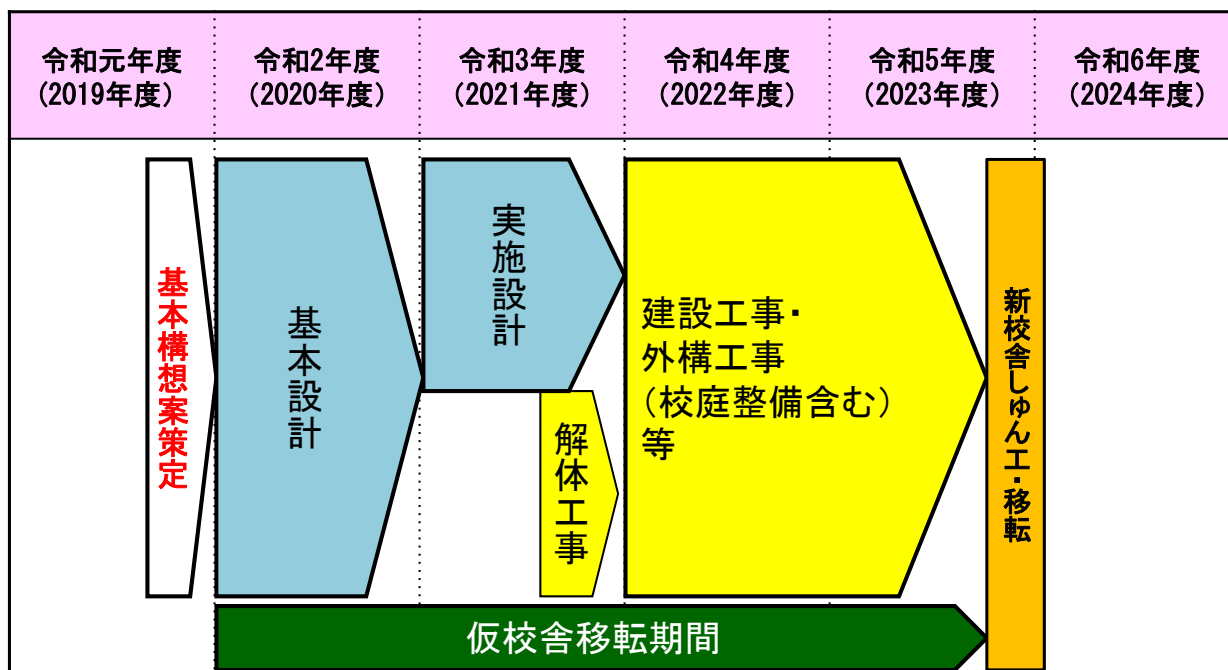 令和元年度
（2019年度）
令和2年度
（2020年度）
令和3年度
（2021年度）
令和4年度
（2022年度）
令和5年度
（2023年度）
令和6年度
（2024年度）
基本構想案策定
基本設計
実施設計
解体工事
建設工事・
外構工事
（校庭整備含む）
等
新校舎しゅん工・移転
仮校舎移転期間